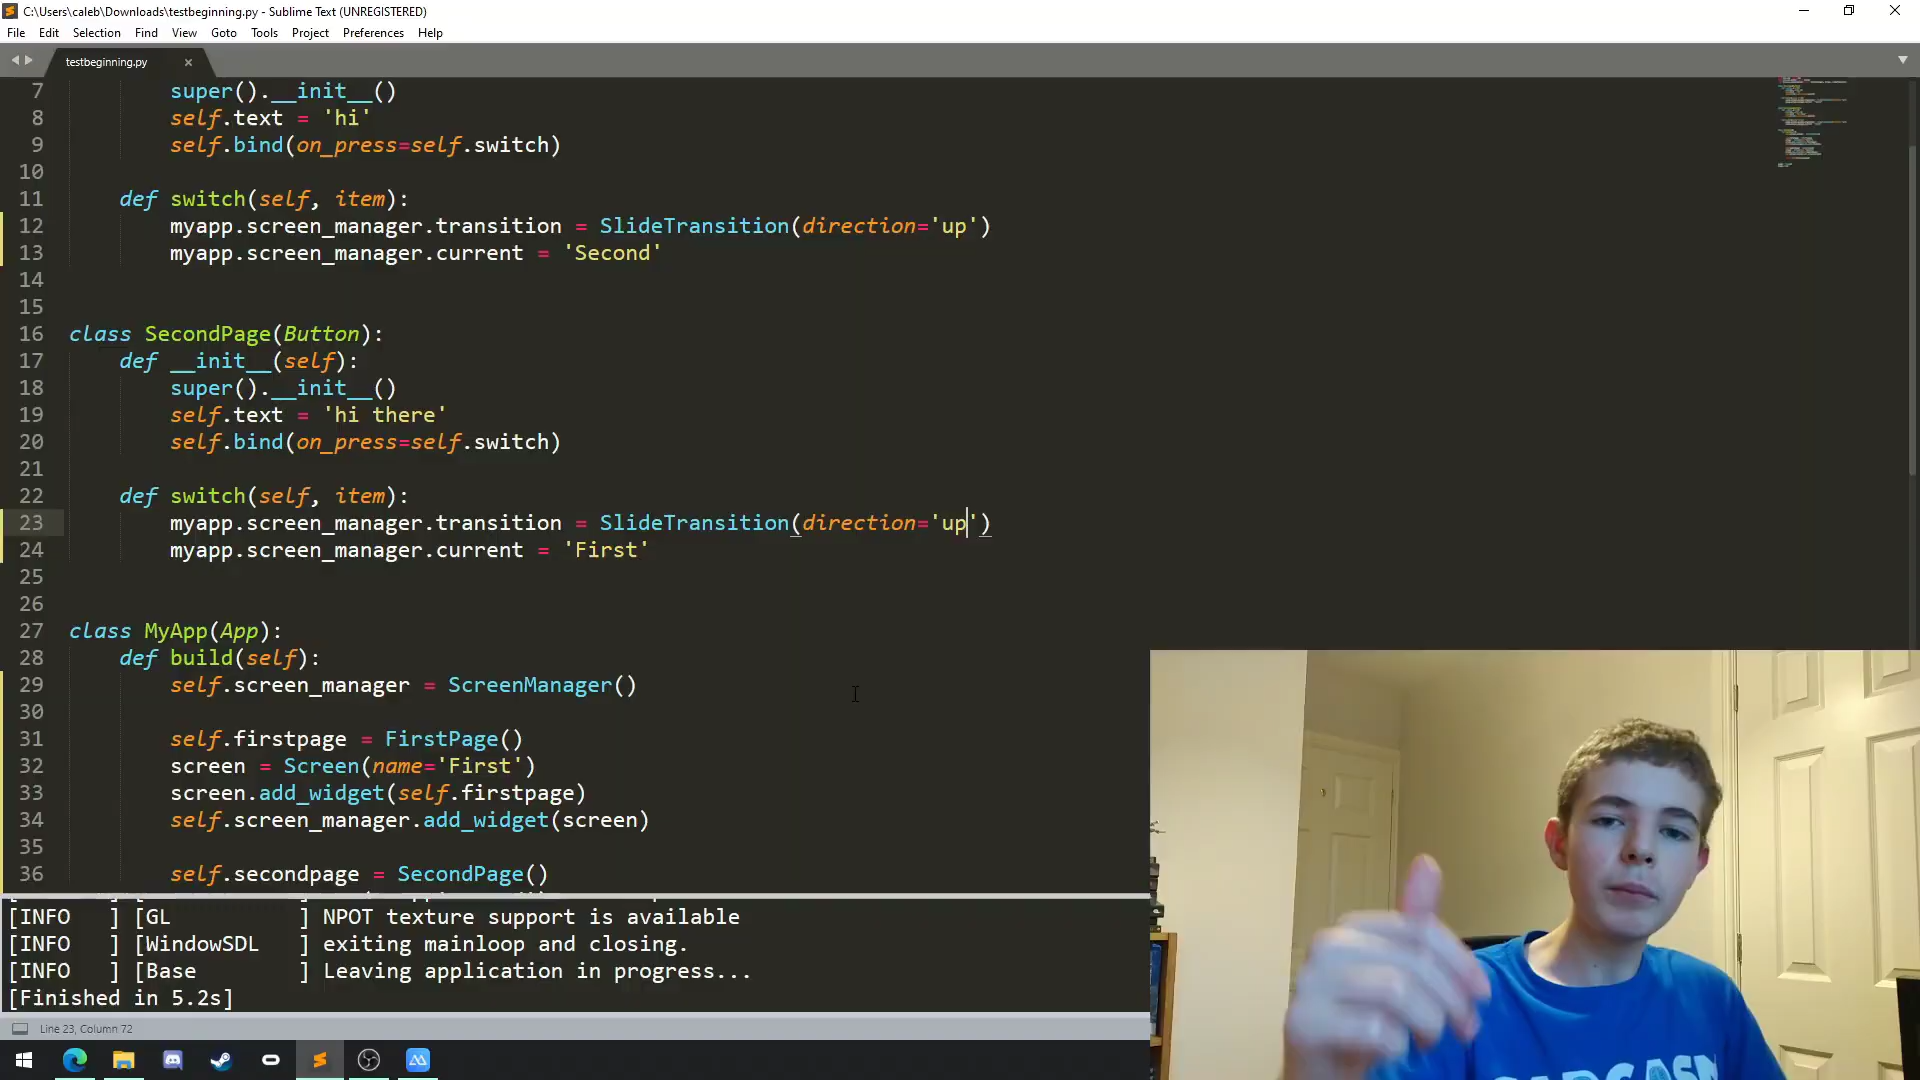 C:\Users\caleb\Downloads\testbeginning.py - Sublime Text (UNREGISTERED)
File Edit Selection Find View Goto Tools Project Preferences Help
testbeginning.py
7 super().__init__()
8 self.text = 'hi'
9 self.bind(on_press=self.switch)
10
11 def switch(self, item):
12 myapp.screen_manager.transition = SlideTransition(direction='up')
13 myapp.screen_manager.current = 'Second'
14
15
16 class SecondPage(Button):
17 def __init__(self):
18 super().__init__()
19 self.text = 'hi there'
20 self.bind(on_press=self.switch)
21
22 def switch(self, item):
23 myapp.screen_manager.transition = SlideTransition(direction='up')
24 myapp.screen_manager.current = 'First'
25
26
27 class MyApp(App):
28 def build(self):
29 self.screen_manager = ScreenManager()
30
31 self.firstpage = FirstPage()
32 screen = Screen(name='First')
33 screen.add_widget(self.firstpage)
34 self.screen_manager.add_widget(screen)
35
36 self.secondpage = SecondPage()
[INFO   ] [GL          ] NPOT texture support is available
[INFO   ] [WindowSDL   ] exiting mainloop and closing.
[INFO   ] [Base        ] Leaving application in progress...
[Finished in 5.2s]
Line 23, Column 72